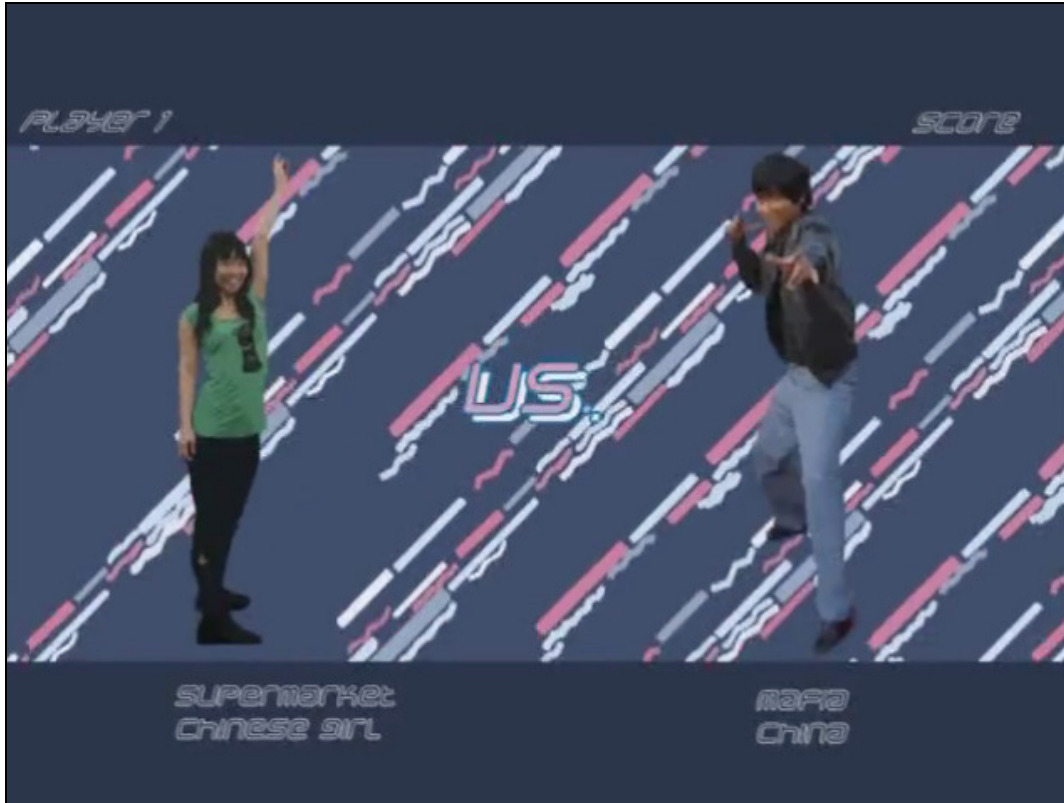 Player 1
Score
VS.
Supermarket
Chinese girl
Mafia
China